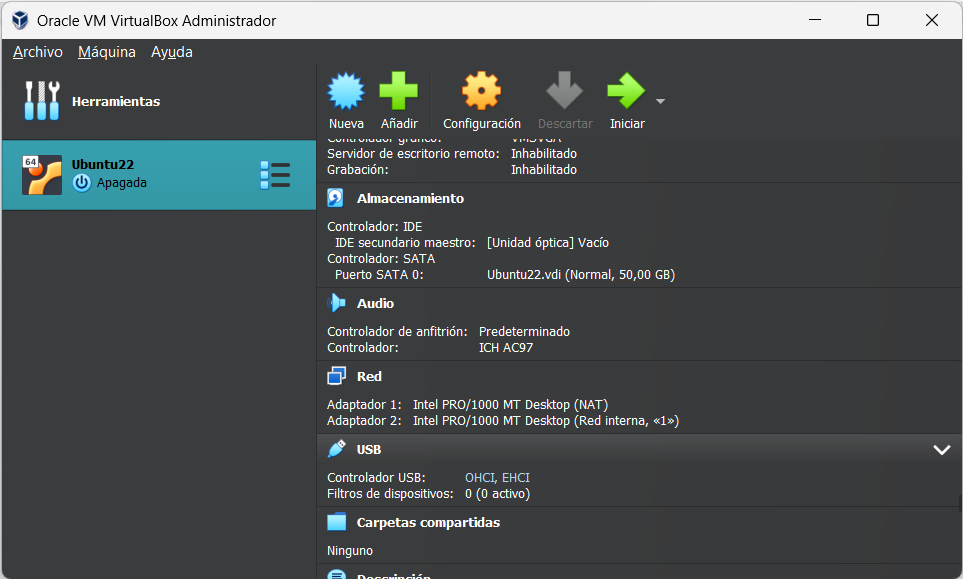 Oracle VM VirtualBox Administrador
Archivo Máquina Ayuda
Herramientas
Nueva Añadir Configuración Descartar Iniciar
64
Ubuntu22
Apagada
Controlador gráfico: VMSVGA
Servidor de escritorio remoto: Inhabilitado
Grabación: Inhabilitado
Almacenamiento
Controlador: IDE
IDE secundario maestro: [Unidad óptica] Vacío
Controlador: SATA
Puerto SATA 0: Ubuntu22.vdi (Normal, 50,00 GB)
Audio
Controlador de anfitrión: Predeterminado
Controlador: ICH AC97
Red
Adaptador 1: Intel PRO/1000 MT Desktop (NAT)
Adaptador 2: Intel PRO/1000 MT Desktop (Red interna, «1»)
USB
Controlador USB: OHCI, EHCI
Filtros de dispositivos: 0 (0 activo)
Carpetas compartidas
Ninguno
Descripción